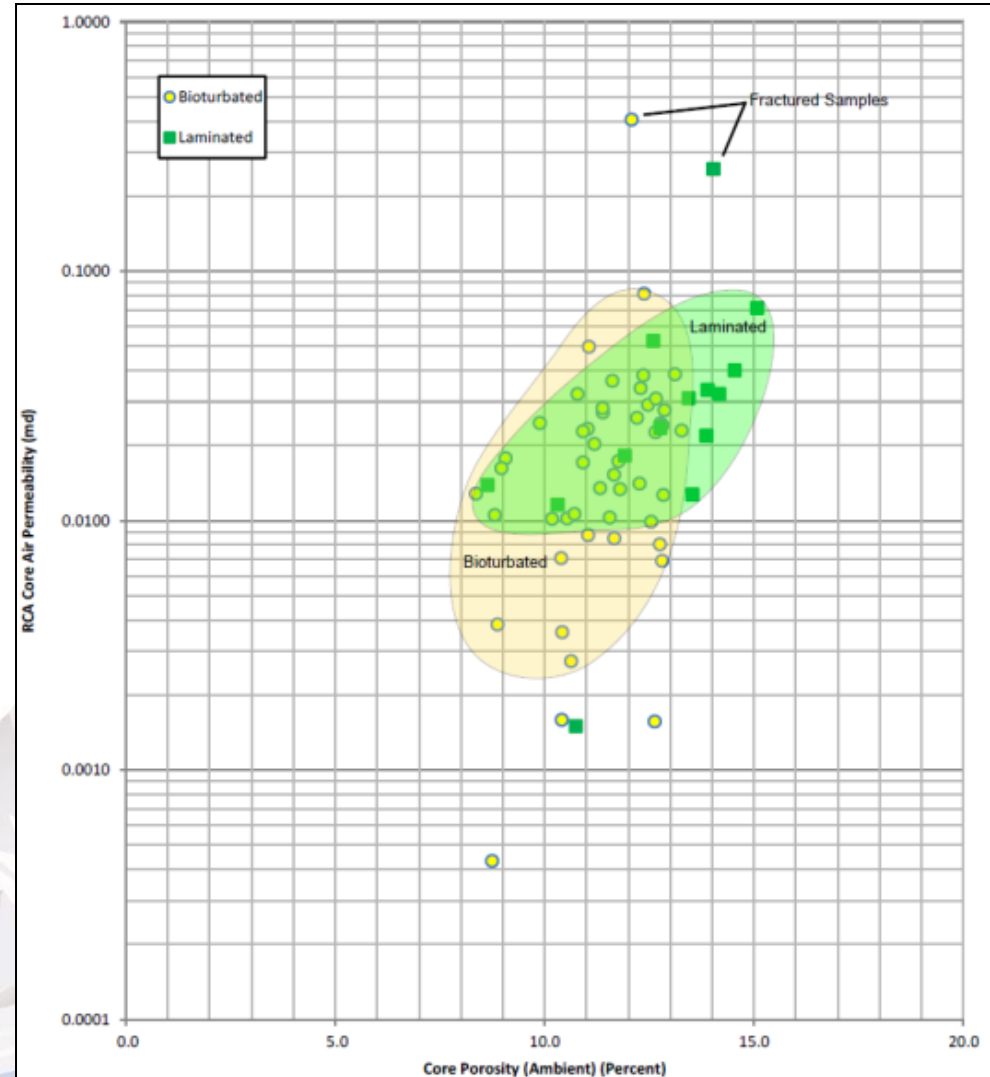 1.0000
Bioturbated
Laminated
Fractured Samples
0.1000
Laminated
0.0100
Bioturbated
RCA Core Air Permeability (md)
0.0010
0.0001
0.0 5.0 10.0 15.0 20.0
Core Porosity (Ambient) (Percent)